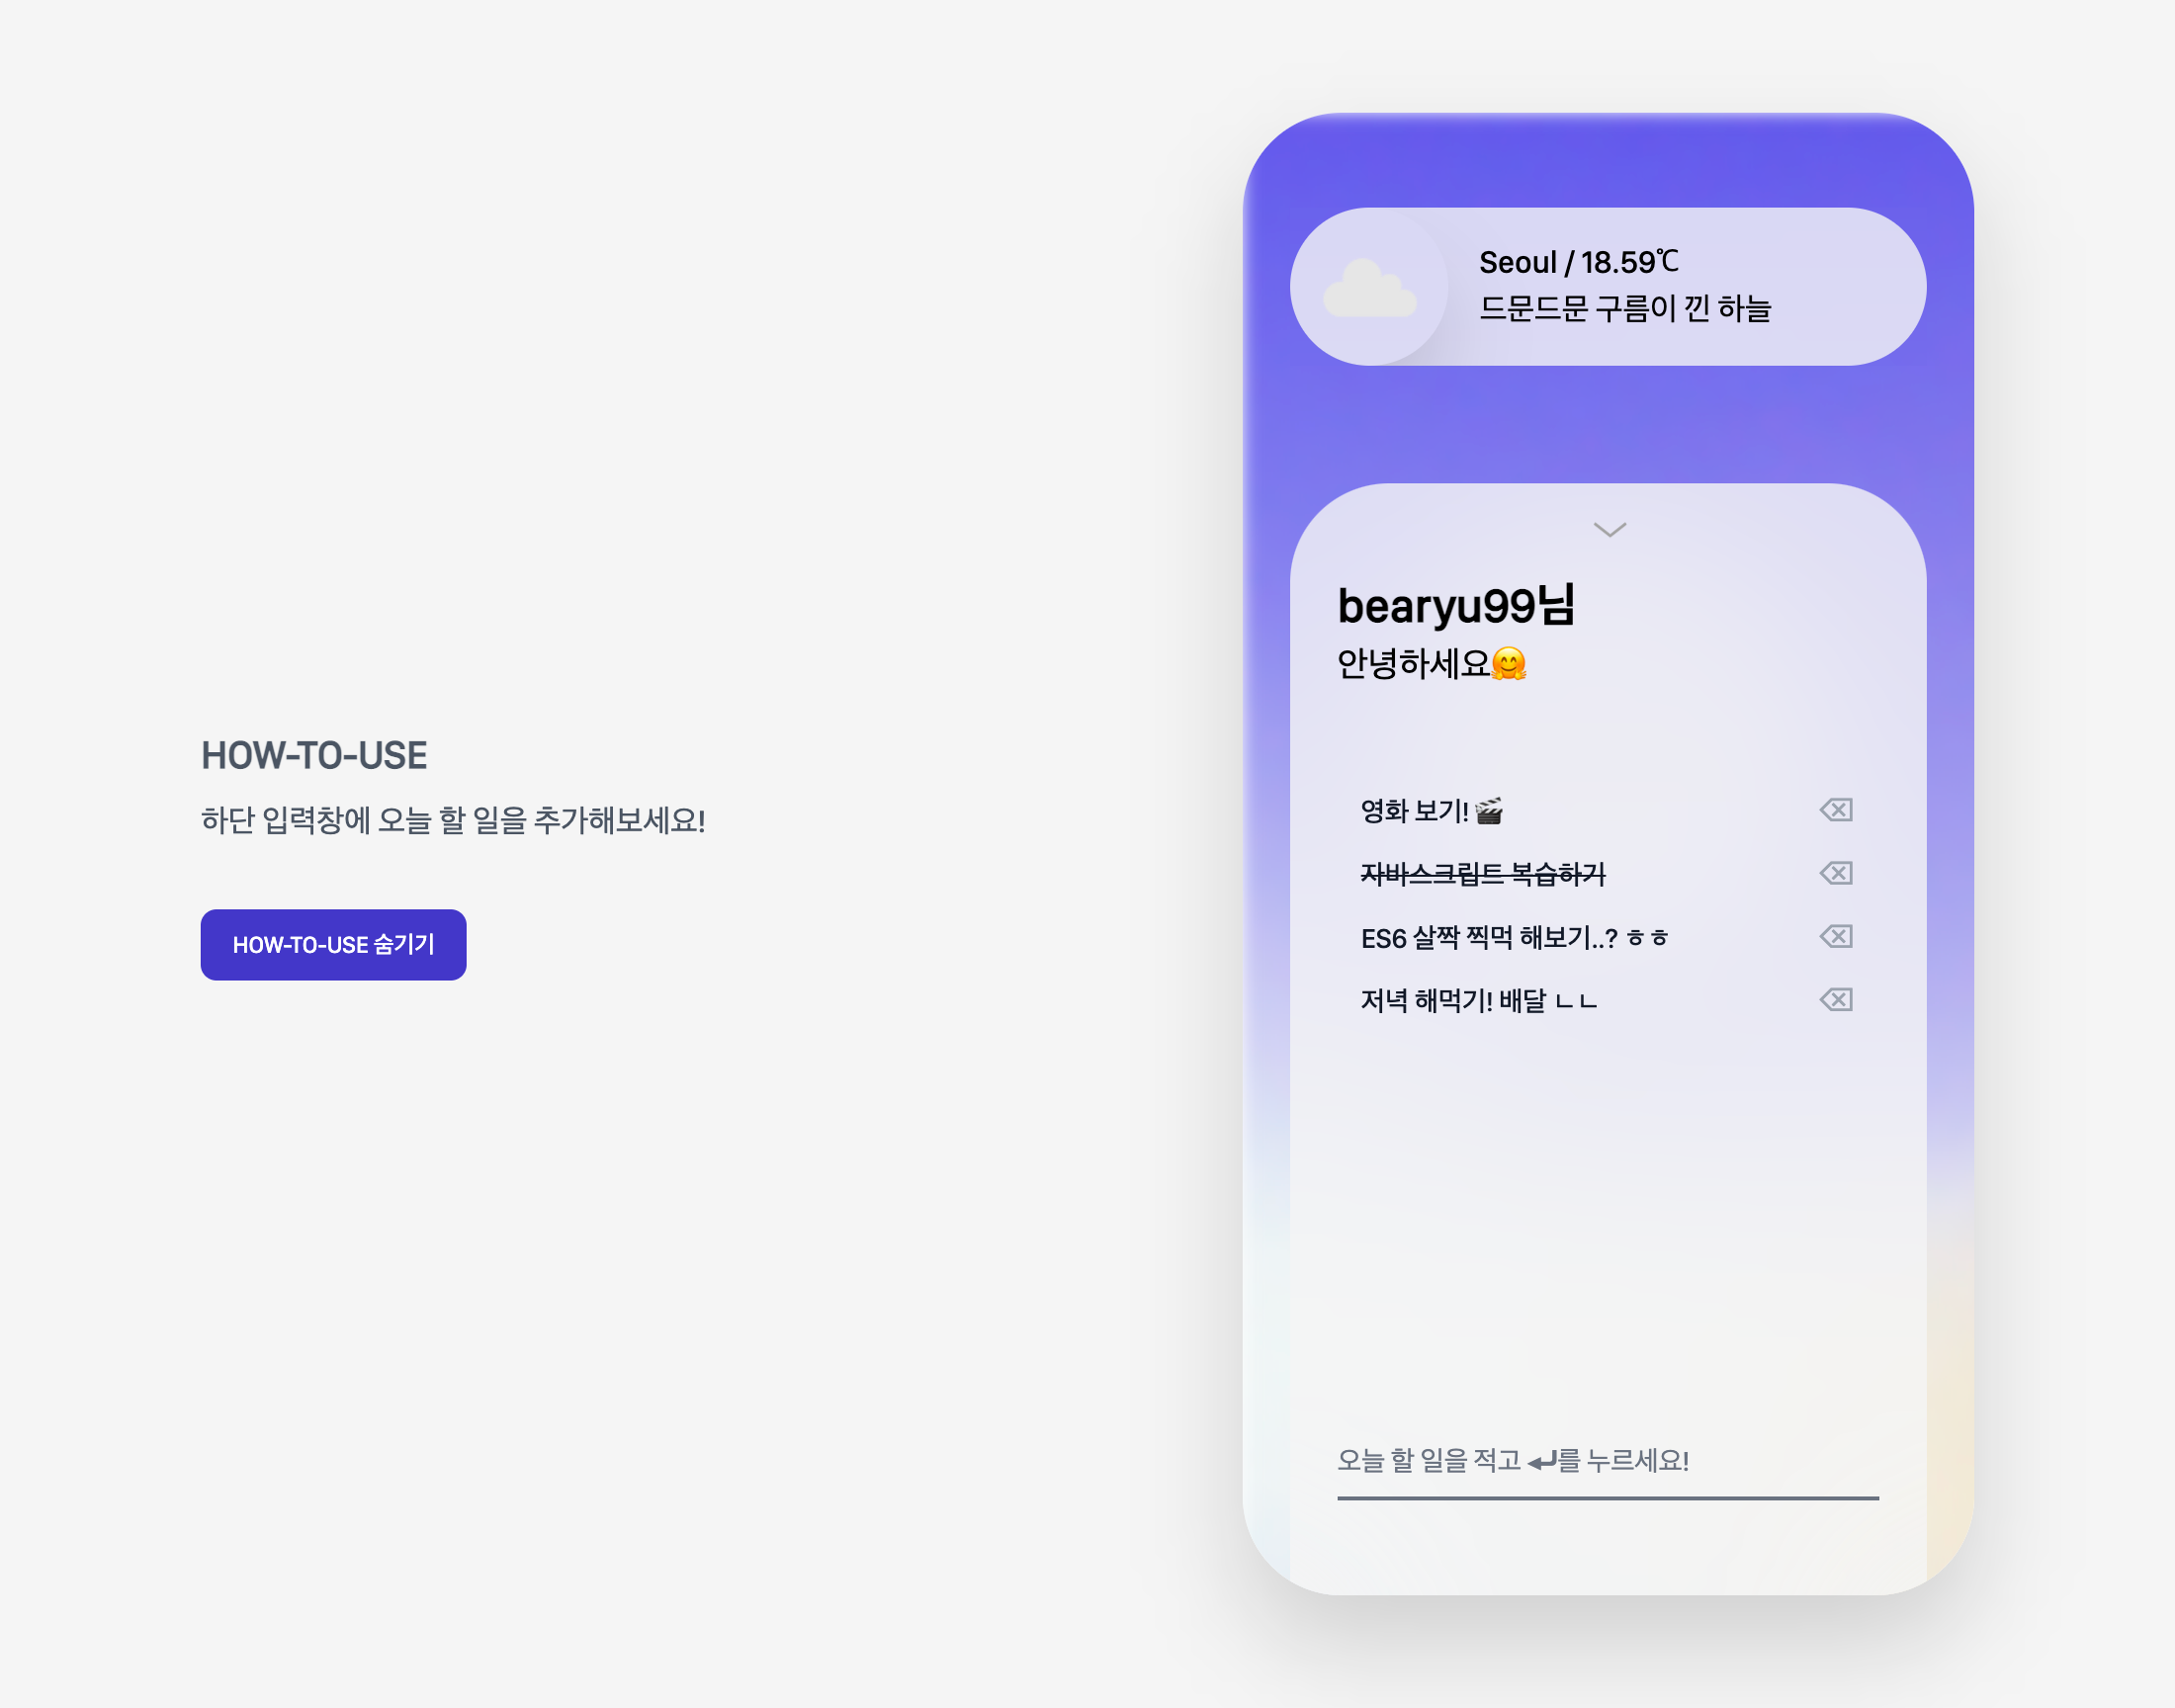 HOW-TO-USE
하단 입력창에 오늘 할 일을 추가해보세요!
HOW-TO-USE 숨기기
Seoul / 18.59℃
드문드문 구름이 낀 하늘
bearyu99님
안녕하세요🤗
영화 보기! 🎬
자바스크립트 복습하기
ES6 살짝 찍먹 해보기..? ㅎㅎ
저녁 해먹기! 배달 ㄴㄴ
오늘 할 일을 적고 ↵를 누르세요!